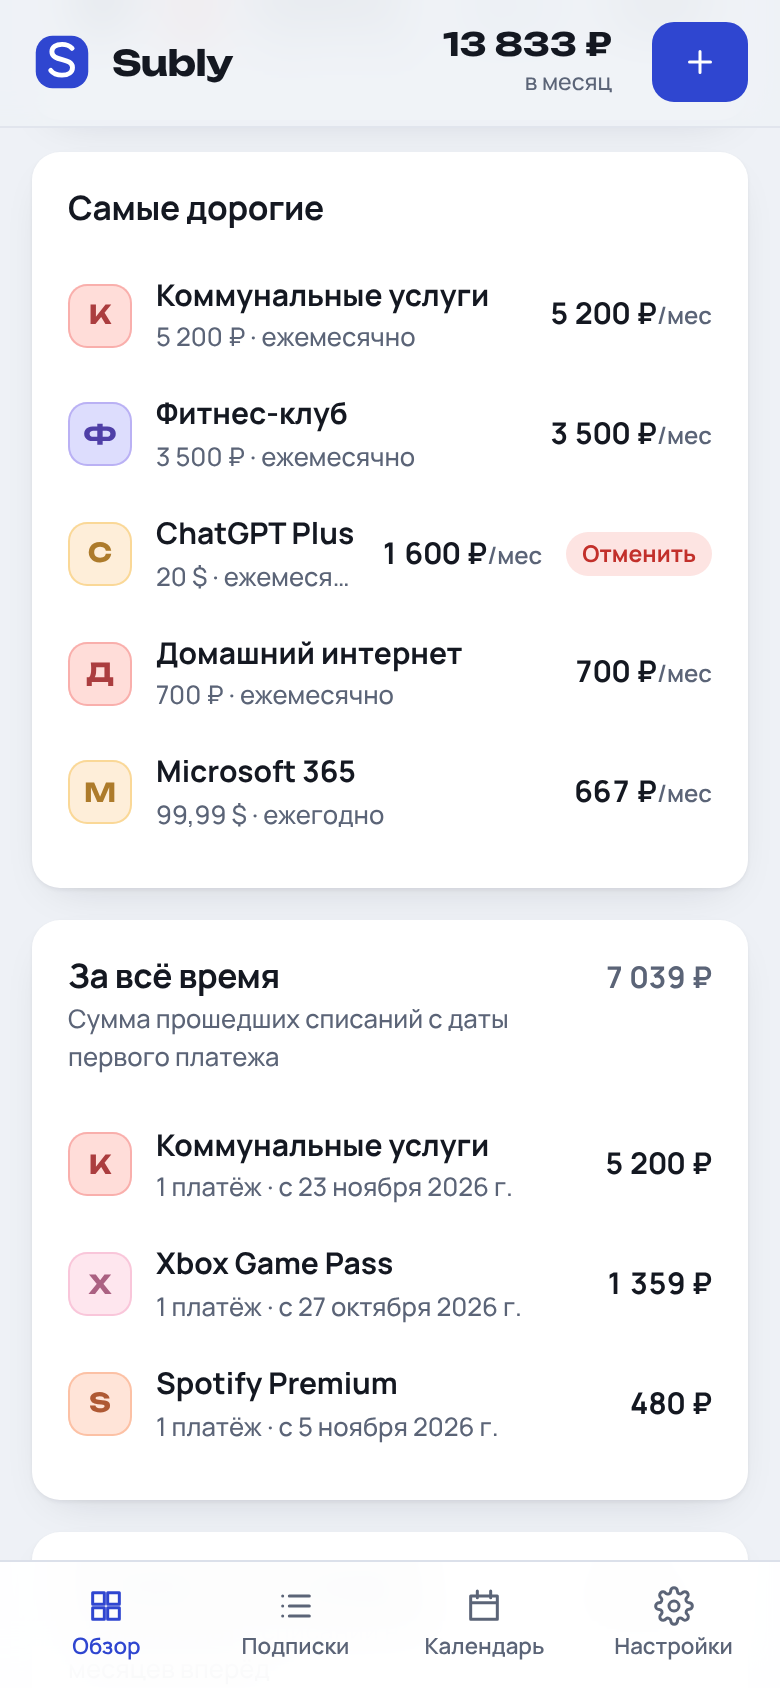 S Subly
13 833 ₽
в месяц
+
Самые дорогие
К
Коммунальные услуги
5 200 ₽ · ежемесячно
5 200 ₽/мес
Ф
Фитнес-клуб
3 500 ₽ · ежемесячно
3 500 ₽/мес
C
ChatGPT Plus
20 $ · ежемеся...
1 600 ₽/мес
Отменить
Д
Домашний интернет
700 ₽ · ежемесячно
700 ₽/мес
M
Microsoft 365
99,99 $ · ежегодно
667 ₽/мес
За всё время
7 039 ₽
Сумма прошедших списаний с даты
первого платежа
К
Коммунальные услуги
1 платёж · с 23 ноября 2026 г.
5 200 ₽
X
Xbox Game Pass
1 платёж · с 27 октября 2026 г.
1 359 ₽
S
Spotify Premium
1 платёж · с 5 ноября 2026 г.
480 ₽
Обзор
Подписки
Календарь
Настройки
месяцев вперед